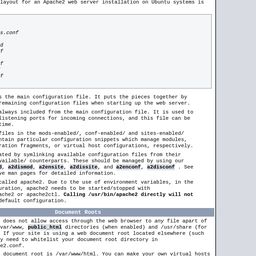 layout for an Apache2 web server installation on Ubuntu systems is
s.conf
d
f
f
f
s the main configuration file. It puts the pieces together by
remaining configuration files when starting up the web server.
always included from the main configuration file. It is used to
listening ports for incoming connections, and this file can be
time.
files in the mods-enabled/, conf-enabled/ and sites-enabled/
ntain particular configuration snippets which manage modules,
uration fragments, or virtual host configurations, respectively.
ated by symlinking available configuration files from their
vailable/ counterparts. These should be managed by using our
d, a2dismod, a2ensite, a2dissite, and a2enconf, a2disconf . See
ve man pages for detailed information.
called apache2. Due to the use of environment variables, in the
uration, apache2 needs to be started/stopped with
apache2 or apache2ctl. Calling /usr/bin/apache2 directly will not
default configuration.
Document Roots
does not allow access through the web browser to any file apart of
/var/www, public_html directories (when enabled) and /usr/share (for
If your site is using a web document root located elsewhere (such
y need to whitelist your document root directory in
apache2.conf.
document root is /var/www/html. You can make your own virtual hosts